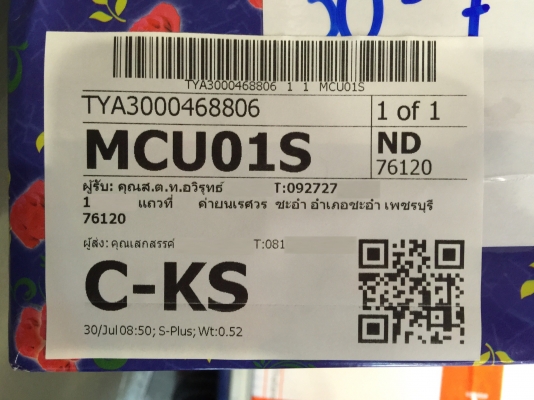 TYA3000468806 1 1 MCU01S
TYA3000468806 1 of 1
MCU01S ND
76120
ผู้รับ: คุณส.ต.ท.อวิรุทธ์ T:092727
1 แถวที่ ค่ายนเรศวร ชะอำ อำเภอชะอำ เพชรบุรี
76120
ผู้ส่ง: คุณเสกสรรค์ T:081
C-KS
30/Jul 08:50; S-Plus; Wt:0.52